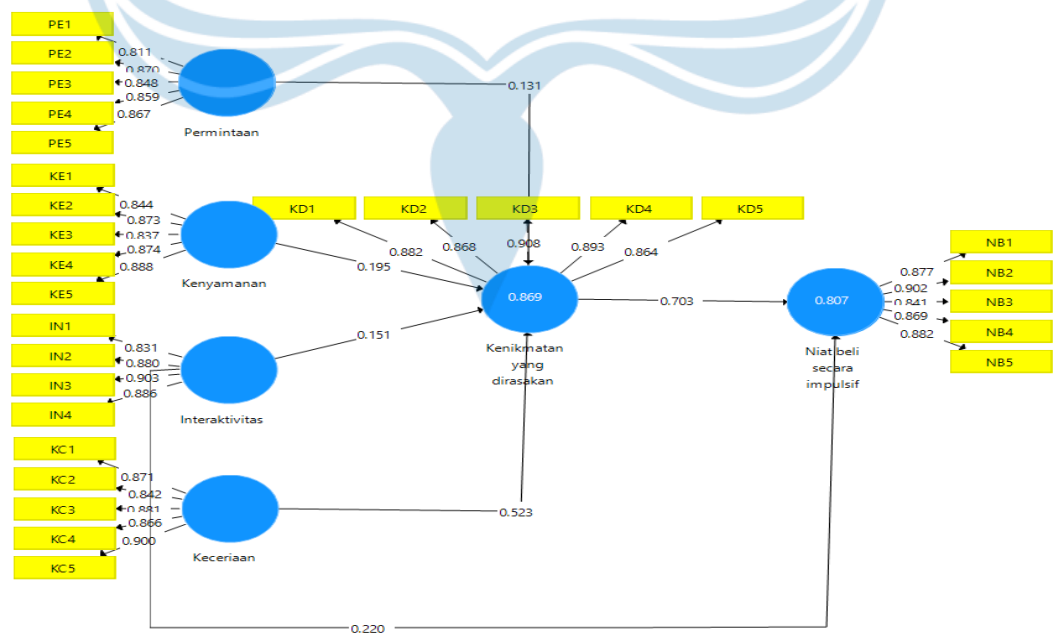 PE1
PE2
PE3
PE4
PE5
0.811
0.870
0.848
0.859
0.867
Permintaan
0.131
KE1
KE2
KE3
KE4
KE5
0.844
0.873
0.837
0.874
0.888
Kenyamanan
0.195
KD1
KD2
KD3
KD4
KD5
0.882
0.868
0.908
0.893
0.864
0.869
Kenikmatan
yang
dirasakan
0.703
0.807
Niat beli
secara
impulsif
0.877
0.902
0.841
0.869
0.882
NB1
NB2
NB3
NB4
NB5
IN1
IN2
IN3
IN4
0.831
0.880
0.903
0.886
Interaktivitas
0.151
KC1
KC2
KC3
KC4
KC5
0.871
0.842
0.881
0.866
0.900
Keceriaan
0.523
0.220